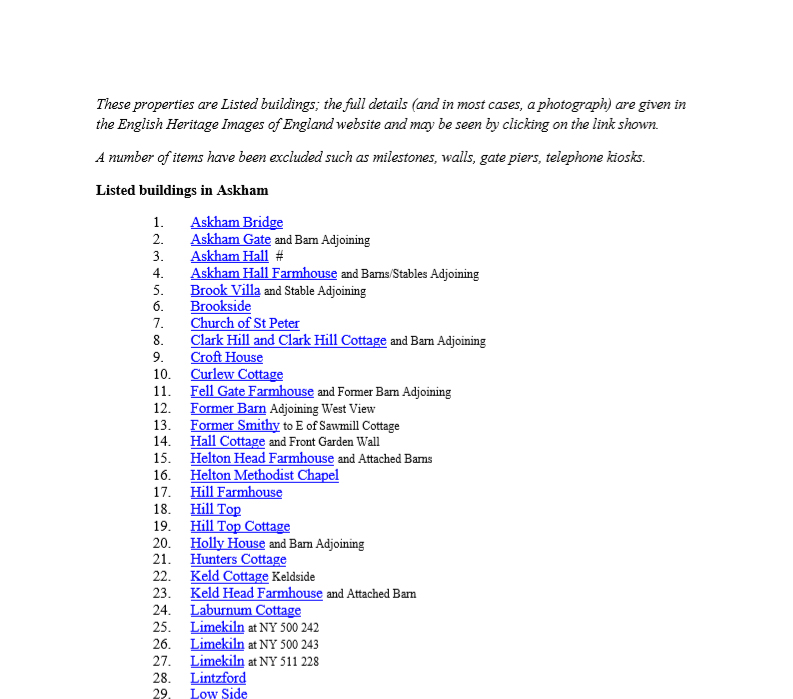 These properties are Listed buildings; the full details (and in most cases, a photograph) are given in
the English Heritage Images of England website and may be seen by clicking on the link shown.
A number of items have been excluded such as milestones, walls, gate piers, telephone kiosks.
Listed buildings in Askham
1. Askham Bridge
2. Askham Gate and Barn Adjoining
3. Askham Hall #
4. Askham Hall Farmhouse and Barns/Stables Adjoining
5. Brook Villa and Stable Adjoining
6. Brookside
7. Church of St Peter
8. Clark Hill and Clark Hill Cottage and Barn Adjoining
9. Croft House
10. Curlew Cottage
11. Fell Gate Farmhouse and Former Barn Adjoining
12. Former Barn Adjoining West View
13. Former Smithy to E of Sawmill Cottage
14. Hall Cottage and Front Garden Wall
15. Helton Head Farmhouse and Attached Barns
16. Helton Methodist Chapel
17. Hill Farmhouse
18. Hill Top
19. Hill Top Cottage
20. Holly House and Barn Adjoining
21. Hunters Cottage
22. Keld Cottage Keldside
23. Keld Head Farmhouse and Attached Barn
24. Laburnum Cottage
25. Limekiln at NY 500 242
26. Limekiln at NY 500 243
27. Limekiln at NY 511 228
28. Lintzford
29. Low Side